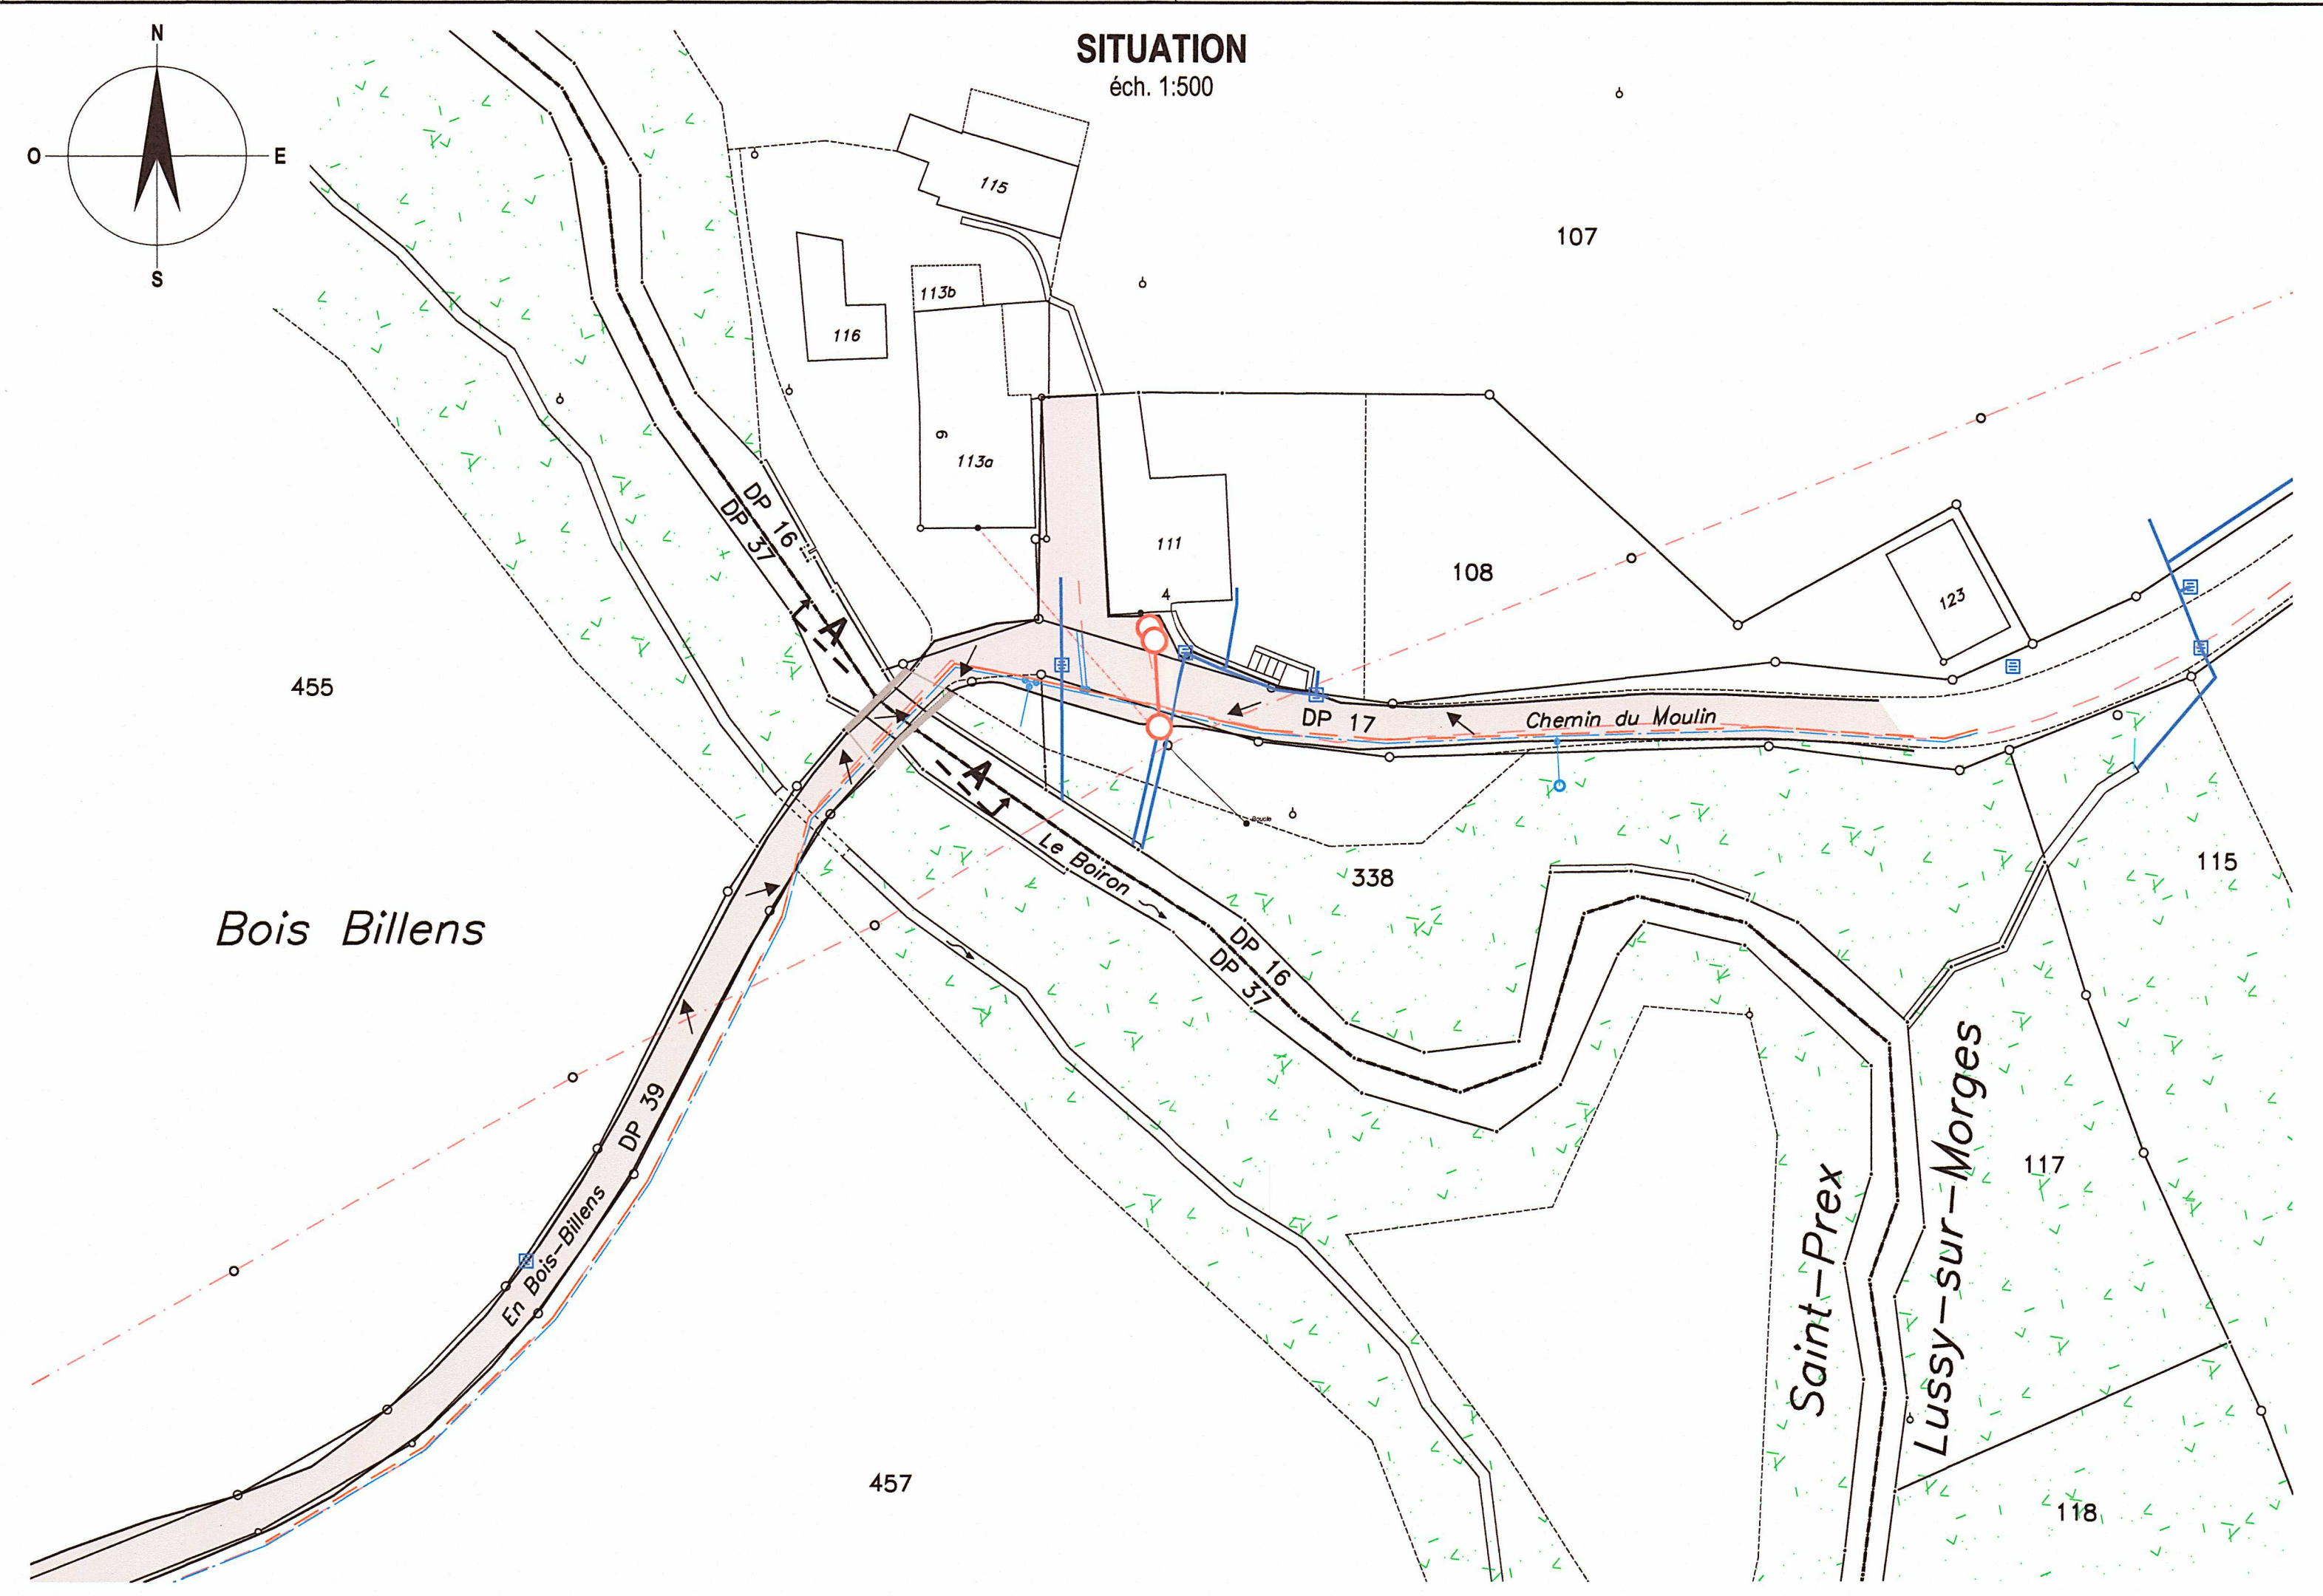 N
SITUATION
éch. 1:500
O
E
S
115
107
113b
116
9
113a
DP 16
DP 37
111
108
4
123
A
455
DP 17
Chemin du Moulin
A
Boucle
Le Boiron
338
115
Bois Billens
DP 16
DP 37
DP 39
Saint-Prex
Lussy-sur-Morges
117
En Bois-Billens
457
118